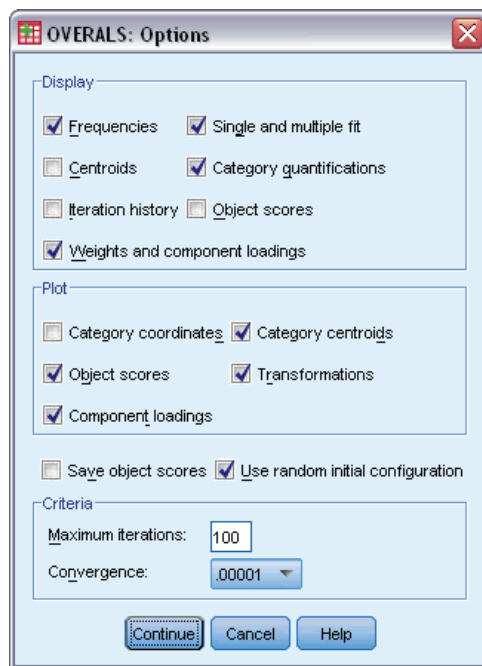 OVERALS: Options
Display
Frequencies Single and multiple fit
Centroids Category quantifications
Iteration history Object scores
Weights and component loadings
Plot
Category coordinates Category centroids
Object scores Transformations
Component loadings
Save object scores Use random initial configuration
Criteria
Maximum iterations: 100
Convergence: .00001
Continue Cancel Help